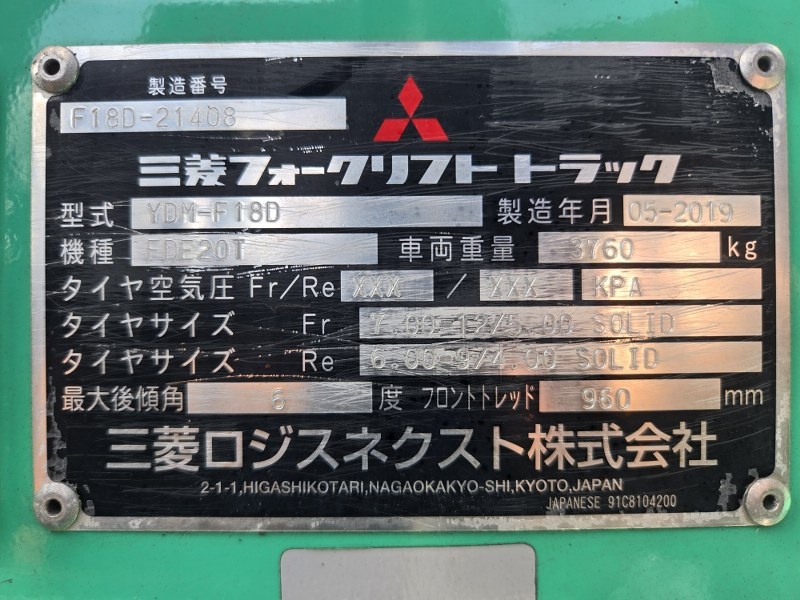 製造番号
F18D-21408
三菱フォークリフト トラック
型式 YDM-F18D 製造年月 05-2019
機種 FDE20T 車両重量 3760 kg
タイヤ空気圧 Fr/Re XXX / XXX KPA
タイヤサイズ Fr 7.00-12/5.00 SOLID
タイヤサイズ Re 6.00-9/4.00 SOLID
最大後傾角 6 度 フロントトレッド 960 mm
三菱ロジスネクスト株式会社
2-1-1,HIGASHIKOTARI,NAGAOKAKYO-SHI,KYOTO,JAPAN
JAPANESE 91C8104200